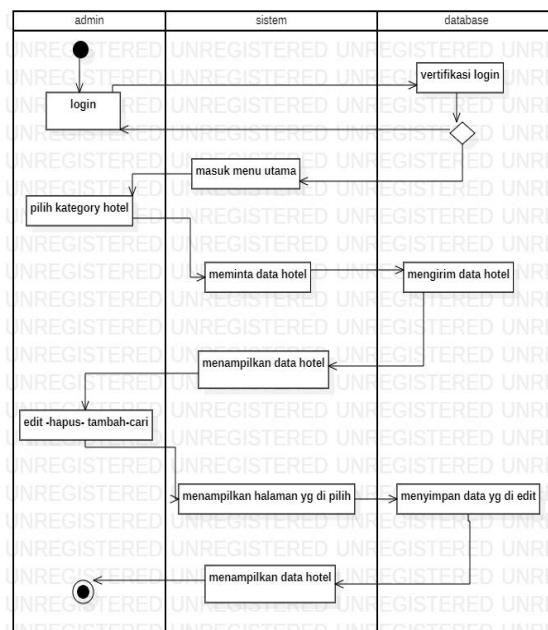 admin
sistem
database
vertifikasi login
login
masuk menu utama
pilih kategory hotel
meminta data hotel
mengirim data hotel
menampilkan data hotel
edit -hapus- tambah-cari
menampilkan halaman yg di pilih
menyimpan data yg di edit
menampilkan data hotel
UNREGISTERED